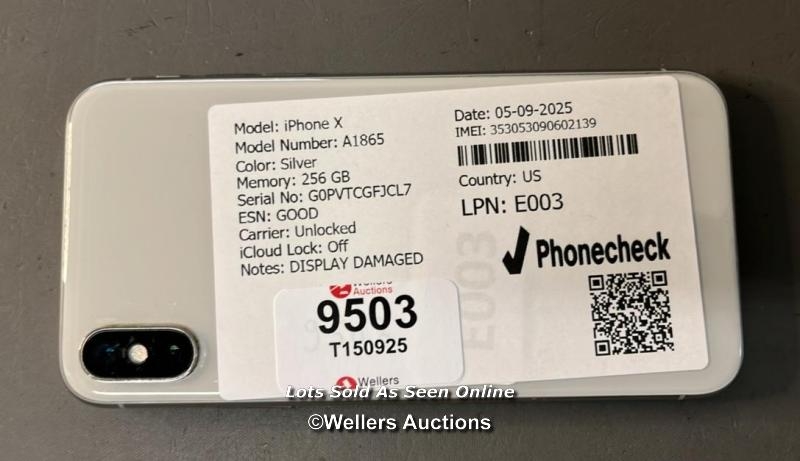 Model: iPhone X
Model Number: A1865
Color: Silver
Memory: 256 GB
Serial No: G0PVTCGFJCL7
ESN: GOOD
Carrier: Unlocked
iCloud Lock: Off
Notes: DISPLAY DAMAGED
Date: 05-09-2025
IMEI: 353053090602139
Country: US
LPN: E003
Phonecheck
E003
Wellers
Auctions
9503
T150925
Wellers
Lots Sold As Seen Online
©Wellers Auctions